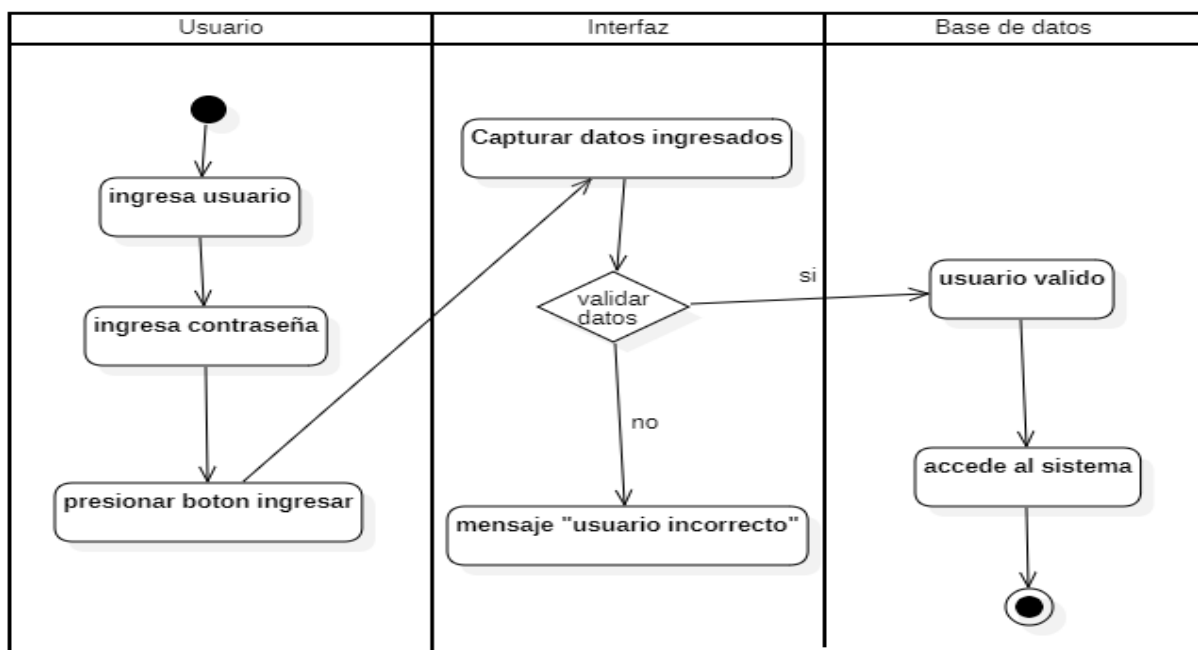 Usuario
Interfaz
Base de datos
ingresa usuario
ingresa contraseña
presionar boton ingresar
Capturar datos ingresados
validar
datos
si
no
mensaje "usuario incorrecto"
usuario valido
accede al sistema